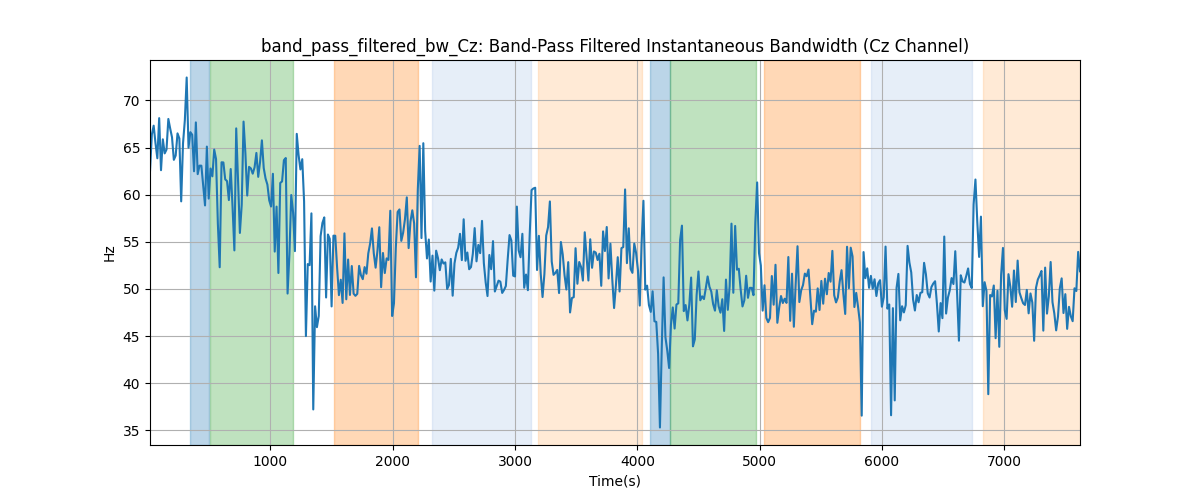 band_pass_filtered_bw_Cz: Band-Pass Filtered Instantaneous Bandwidth (Cz Channel)
70
65
60
55
50
45
40
35
Hz
1000 2000 3000 4000 5000 6000 7000
Time(s)